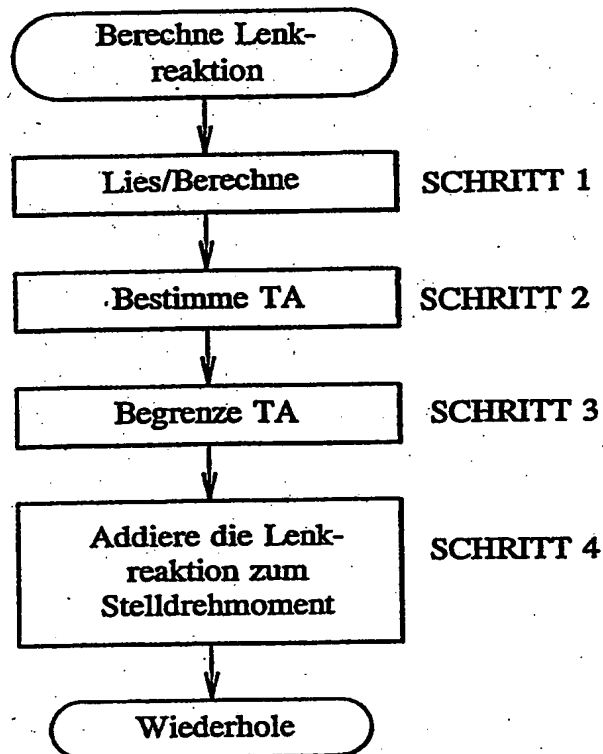 Berechne Lenk-
reaktion
Lies/Berechne
SCHRITT 1
Bestimme TA
SCHRITT 2
Begrenze TA
SCHRITT 3
Addiere die Lenk-
reaktion zum
Stelldrehmoment
SCHRITT 4
Wiederhole